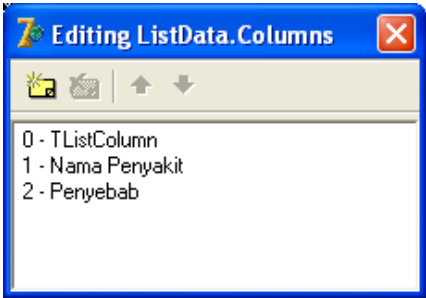 Editing ListData.Columns
0 - TListColumn
1 - Nama Penyakit
2 - Penyebab